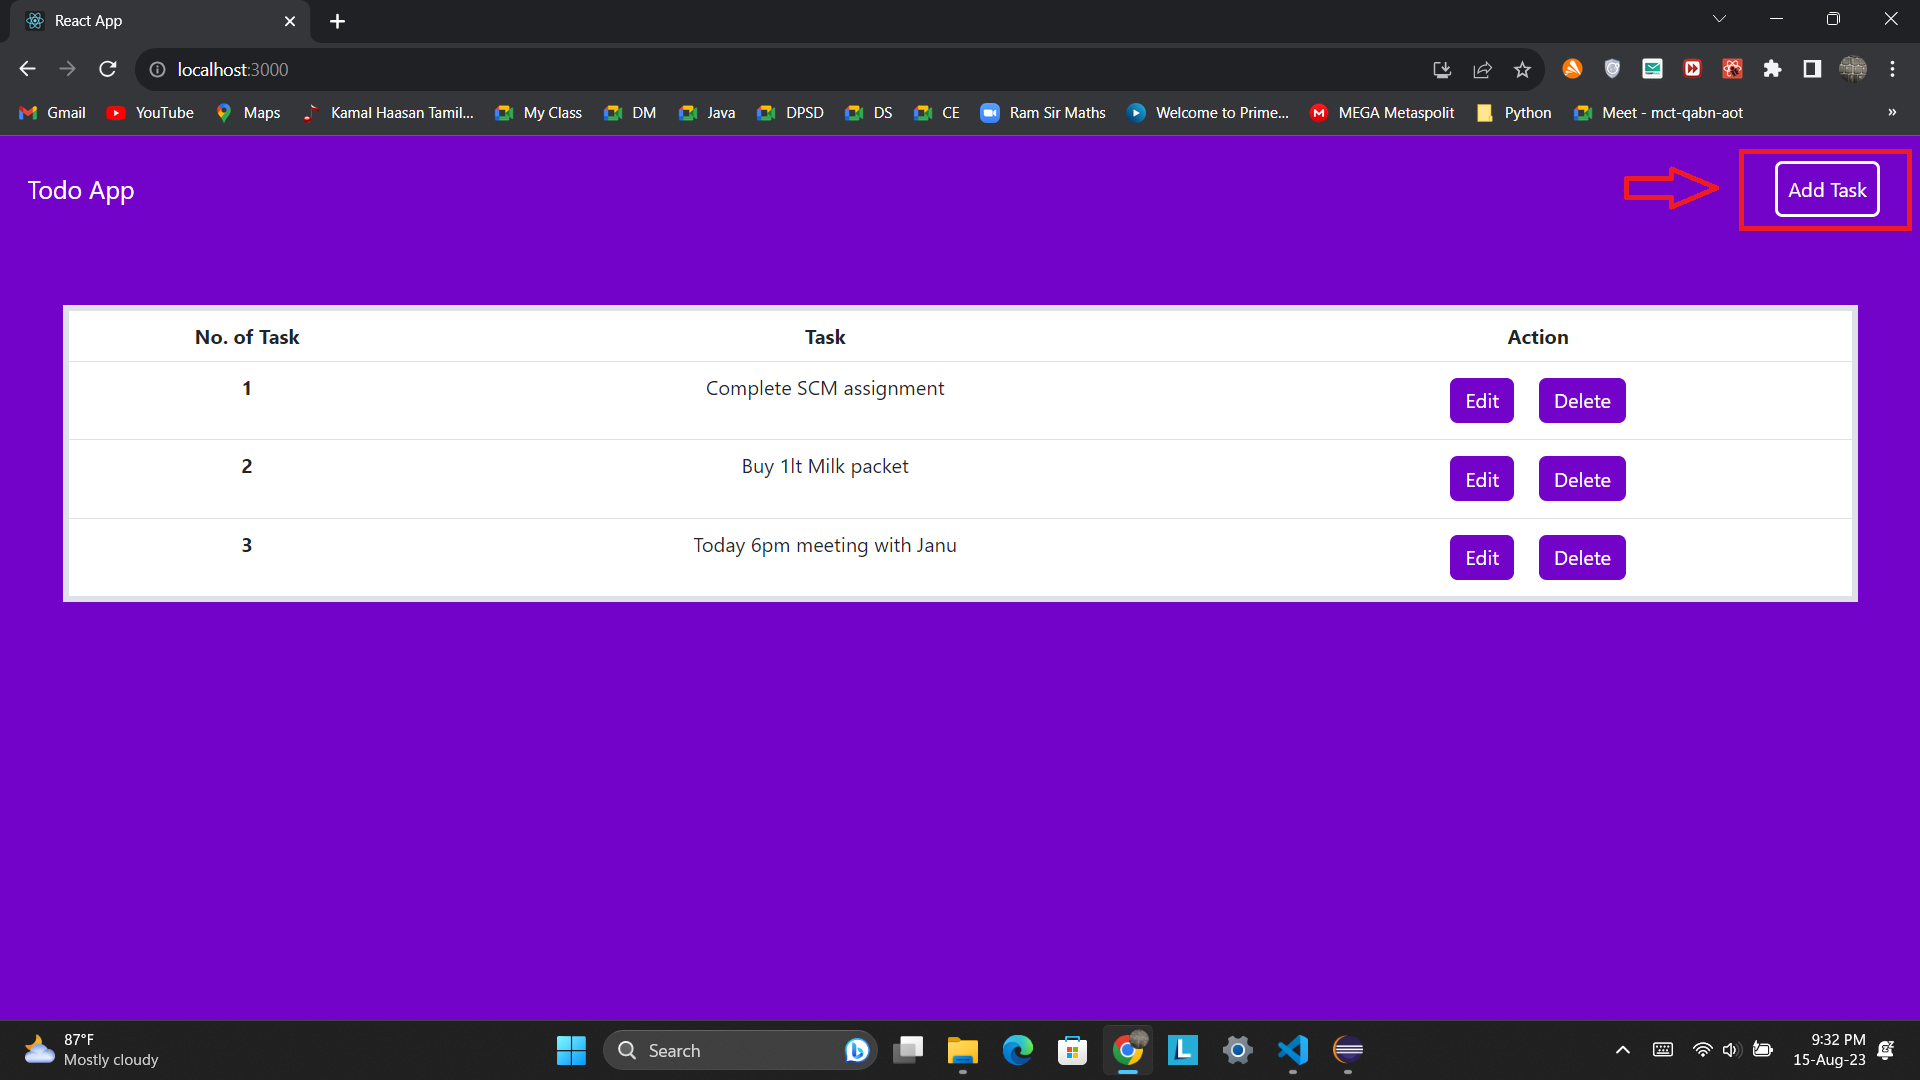 React App
localhost:3000
Gmail YouTube Maps Kamal Haasan Tamil... My Class DM Java DPSD DS CE Ram Sir Maths Welcome to Prime... MEGA Metaspolit Python Meet - mct-qabn-aot »
Todo App
Add Task
No. of Task Task Action
1 Complete SCM assignment Edit Delete
2 Buy 1lt Milk packet Edit Delete
3 Today 6pm meeting with Janu Edit Delete
87°F
Mostly cloudy
Search
9:32 PM
15-Aug-23